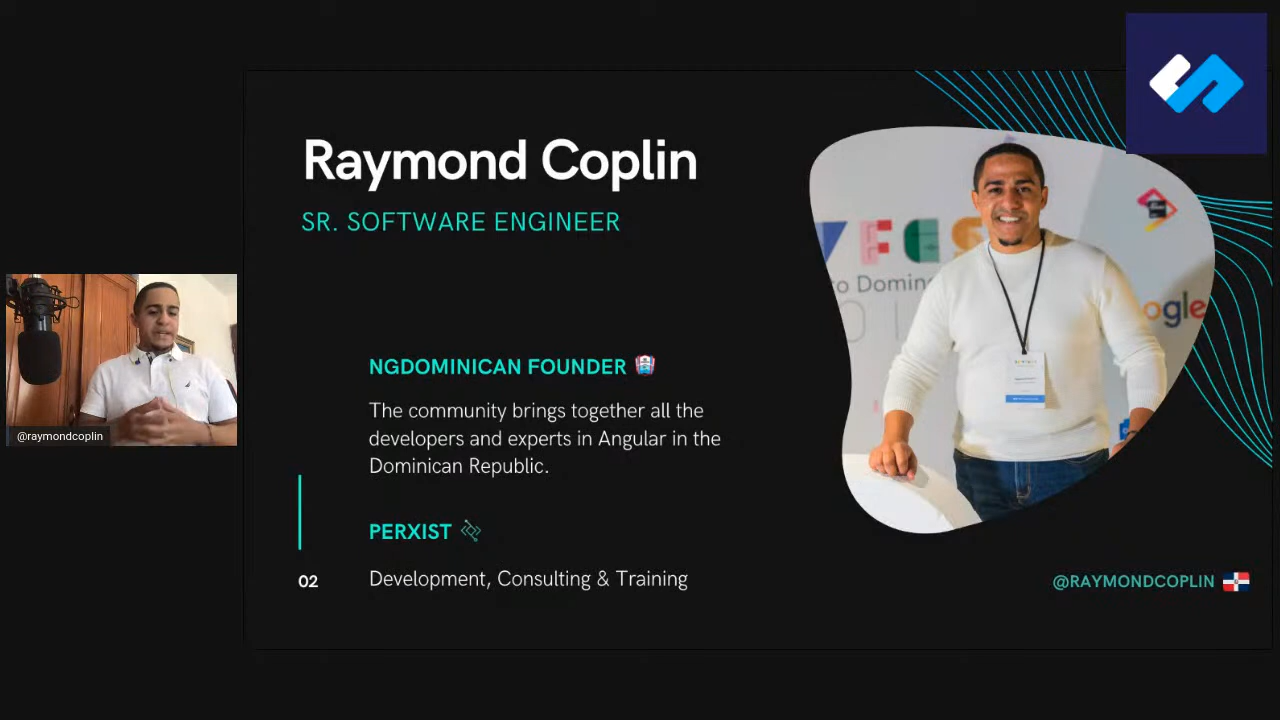 Raymond Coplin
SR. SOFTWARE ENGINEER
NGDOMINICAN FOUNDER
The community brings together all the
developers and experts in Angular in the
Dominican Republic.
PERXIST
02
Development, Consulting & Training
@RAYMONDCOPLIN
@raymondcoplin